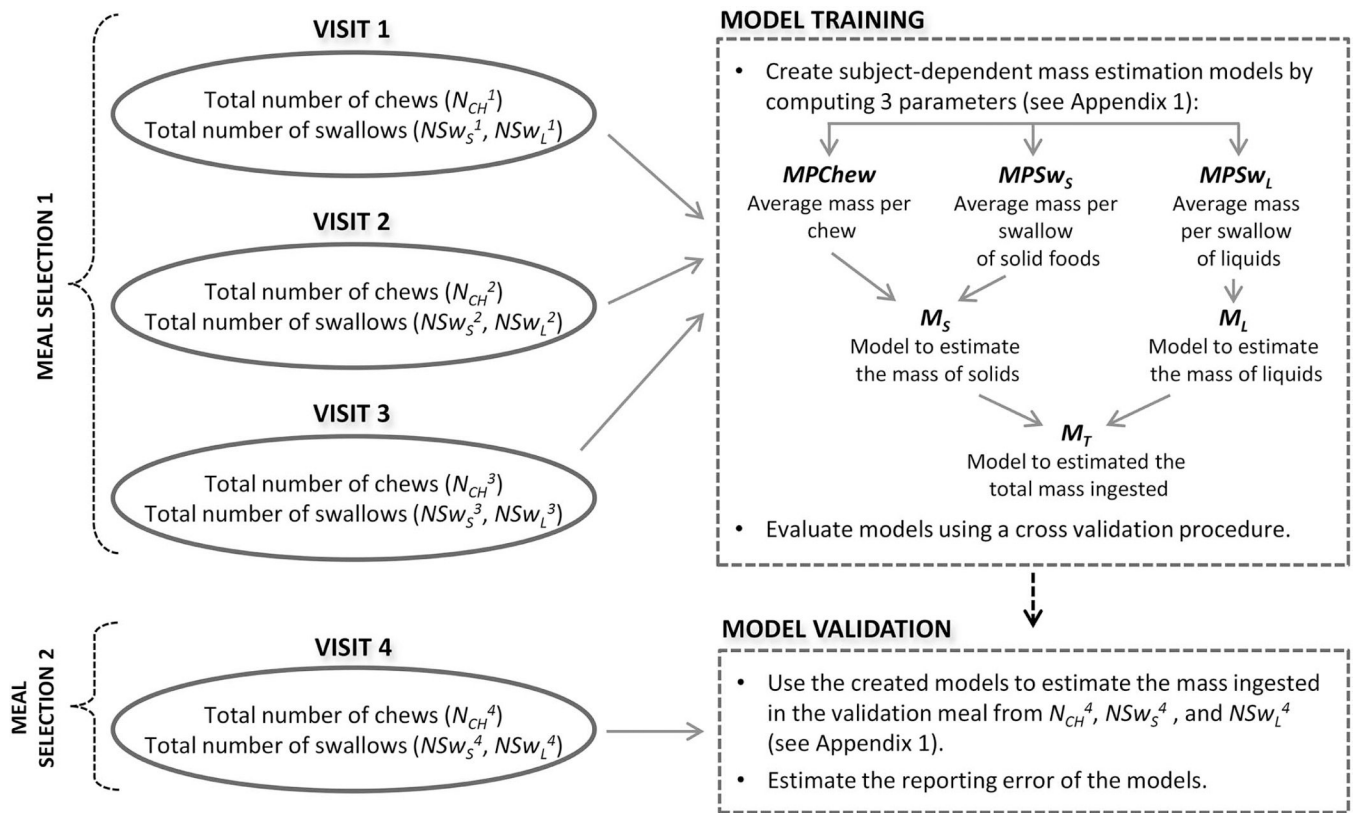 MEAL SELECTION 1
VISIT 1
Total number of chews (N_CH^1)
Total number of swallows (NSw_S^1, NSw_L^1)
VISIT 2
Total number of chews (N_CH^2)
Total number of swallows (NSw_S^2, NSw_L^2)
VISIT 3
Total number of chews (N_CH^3)
Total number of swallows (NSw_S^3, NSw_L^3)
MODEL TRAINING
• Create subject-dependent mass estimation models by
computing 3 parameters (see Appendix 1):
MPChew
Average mass per
chew
MPSw_S
Average mass per
swallow
of solid foods
MPSw_L
Average mass
per swallow
of liquids
M_S
Model to estimate
the mass of solids
M_L
Model to estimate
the mass of liquids
M_T
Model to estimated the
total mass ingested
• Evaluate models using a cross validation procedure.
MEAL
SELECTION 2
VISIT 4
Total number of chews (N_CH^4)
Total number of swallows (NSw_S^4, NSw_L^4)
MODEL VALIDATION
• Use the created models to estimate the mass ingested
in the validation meal from N_CH^4, NSw_S^4 , and NSw_L^4
(see Appendix 1).
• Estimate the reporting error of the models.